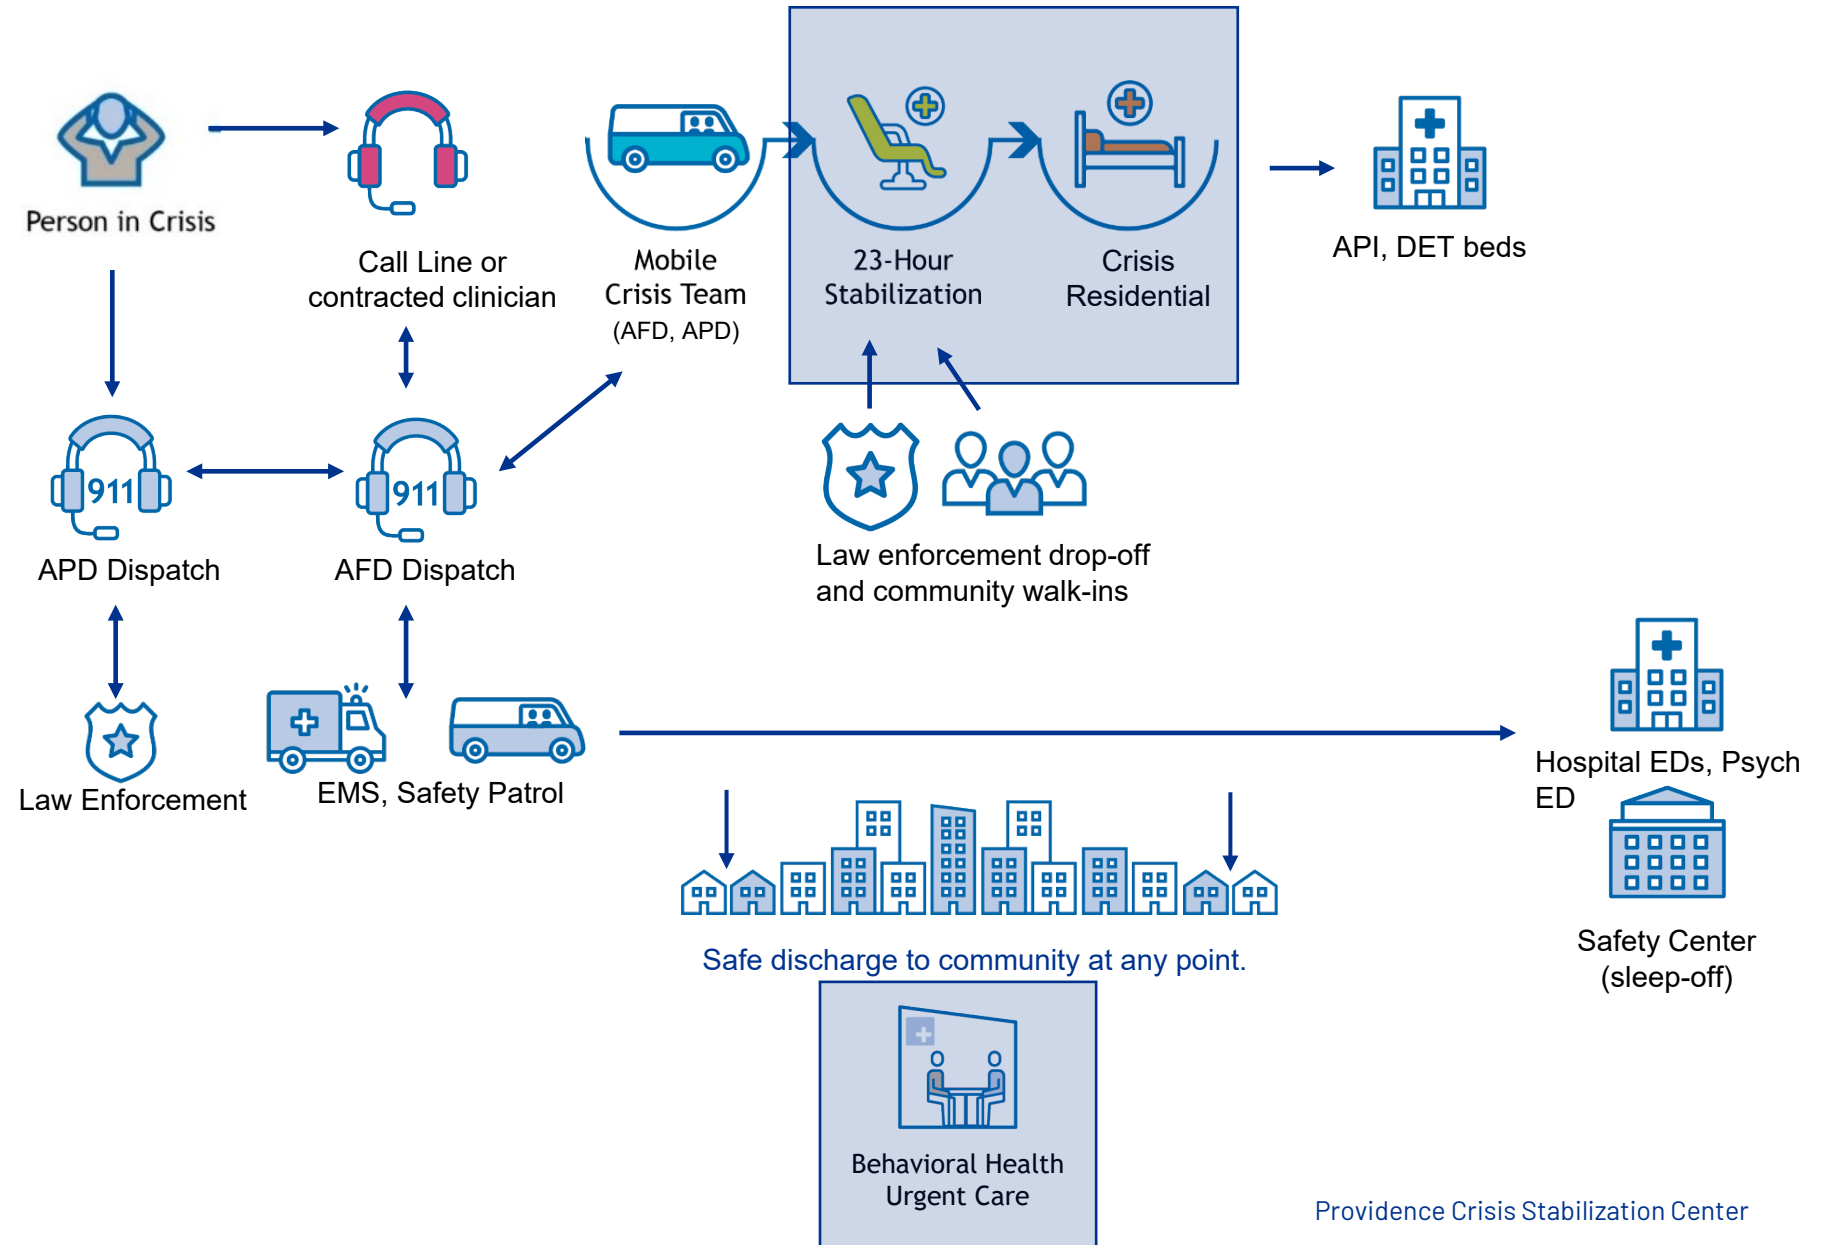 Person in Crisis
Call Line or
contracted clinician
Mobile
Crisis Team
(AFD, APD)
23-Hour
Stabilization
Crisis
Residential
API, DET beds
911
APD Dispatch
911
AFD Dispatch
Law enforcement drop-off
and community walk-ins
Law Enforcement
EMS, Safety Patrol
Hospital EDs, Psych
ED
Safety Center
(sleep-off)
Safe discharge to community at any point.
Behavioral Health
Urgent Care
Providence Crisis Stabilization Center